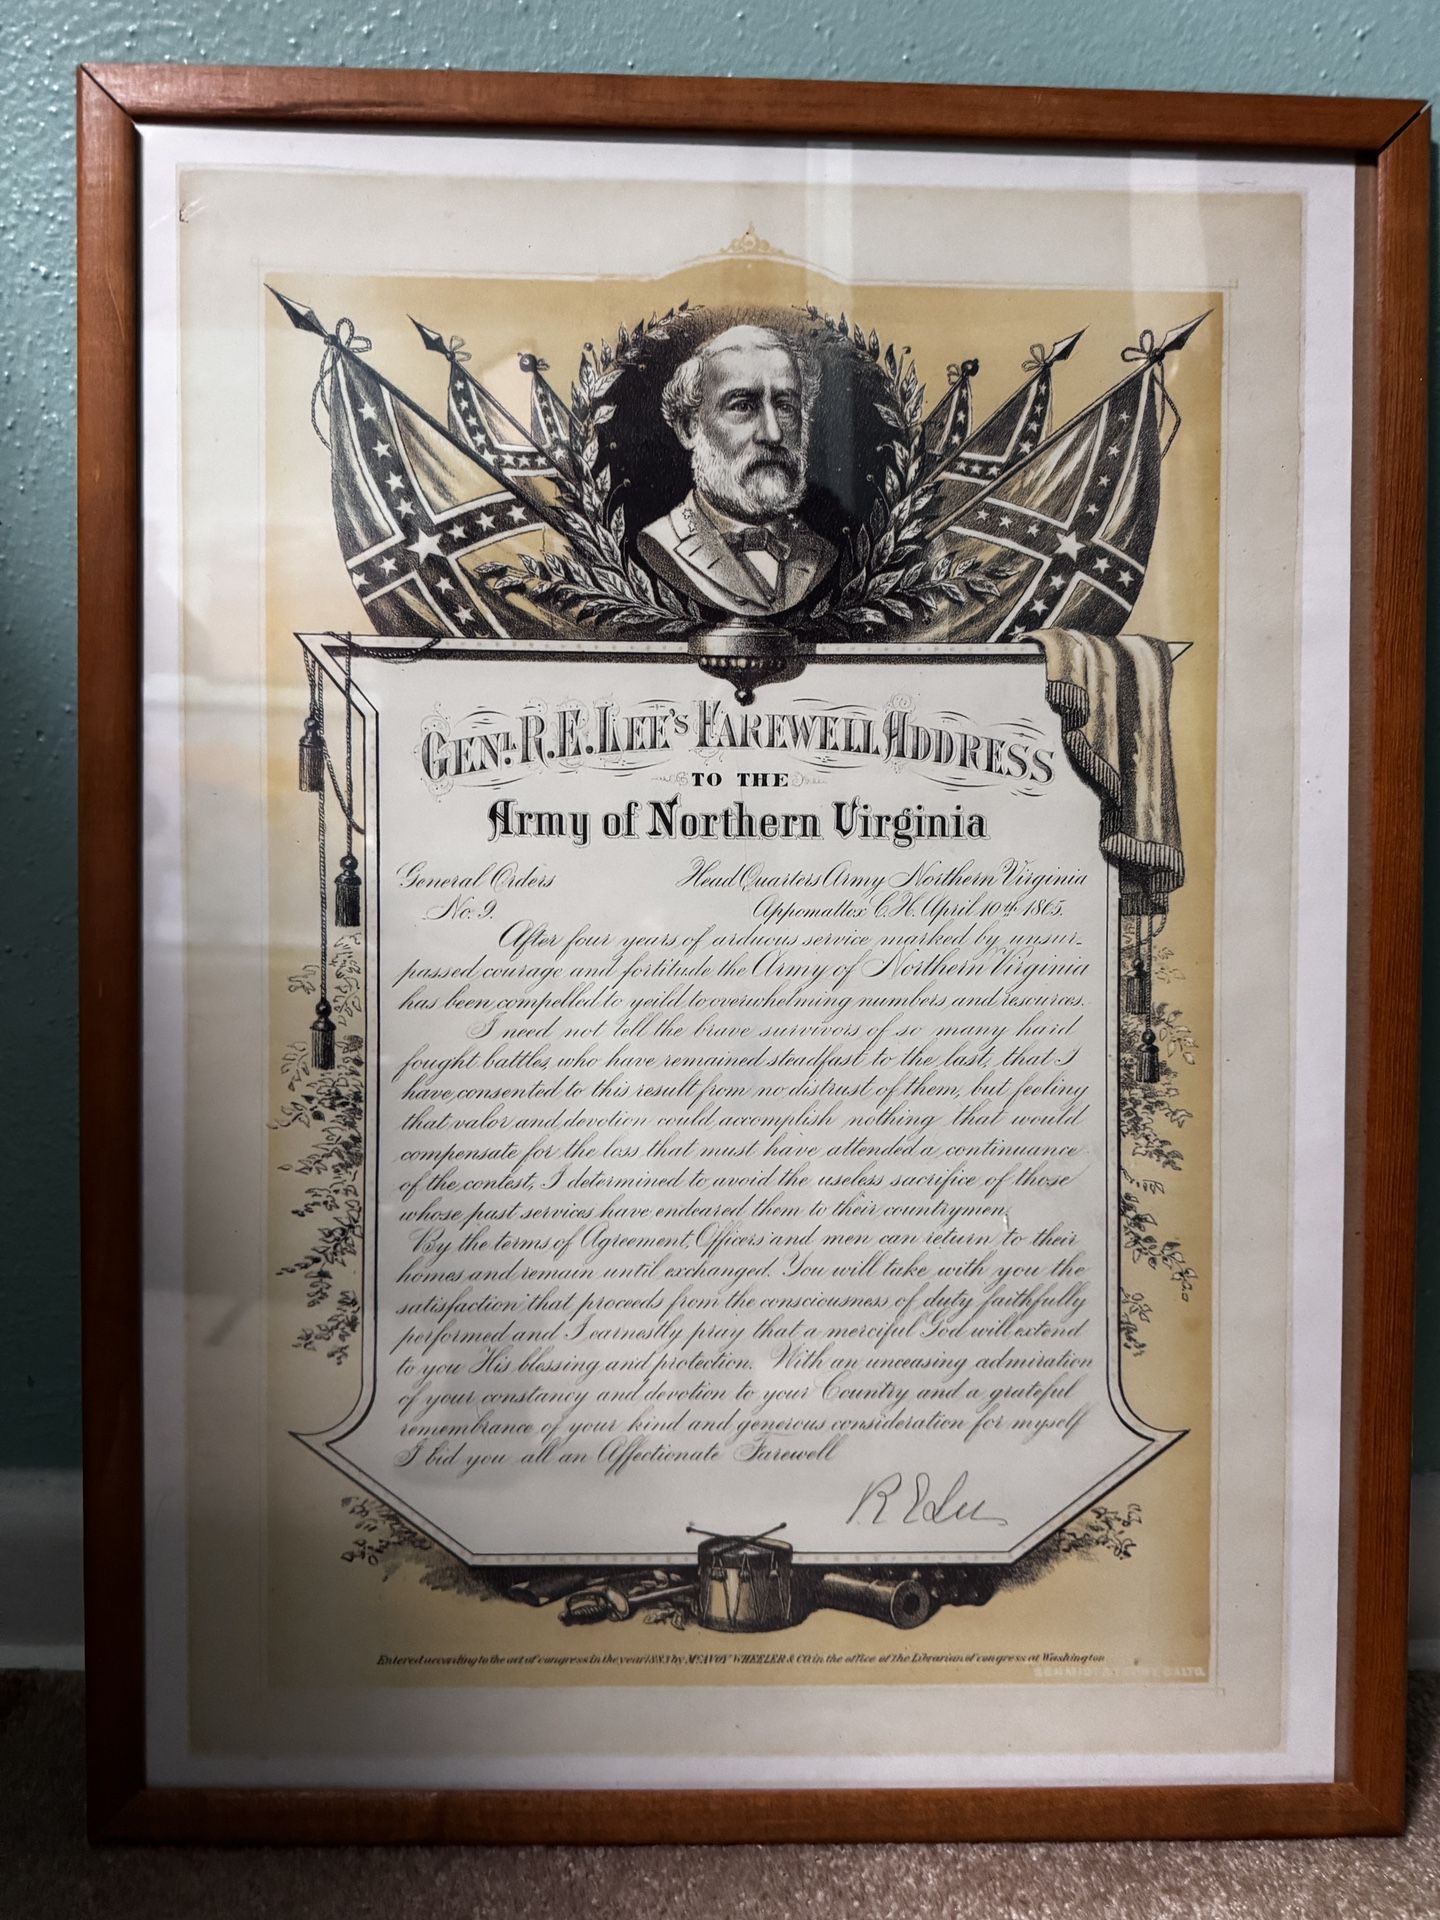 GENL. R. E. LEE'S FAREWELL ADDRESS
TO THE
Army of Northern Virginia
General Orders
No. 9.
Head Quarters Army Northern Virginia
Appomattox C. H. April 10th 1865.
After four years of arduous service marked by unsur-
passed courage and fortitude the Army of Northern Virginia
has been compelled to yeild to overwhelming numbers and resources.
I need not tell the brave survivors of so many hard
fought battles, who have remained steadfast to the last, that I
have consented to this result from no distrust of them, but feeling
that valor and devotion could accomplish nothing that would
compensate for the loss that must have attended a continuance
of the contest, I determined to avoid the useless sacrifice of those
whose past services have endeared them to their countrymen.
By the terms of Agreement, Officers and men can return to their
homes and remain until exchanged. You will take with you the
satisfaction that proceeds from the consciousness of duty faithfully
performed and I earnestly pray that a merciful God will extend
to you His blessing and protection. With an unceasing admiration
of your constancy and devotion to your Country and a grateful
remembrance of your kind and generous consideration for myself
I bid you all an Affectionate Farewell
R E Lee
Entered according to the act of congress in the year 1883 by McAVOY WHEELER & CO. in the office of the Librarian of congress at Washington